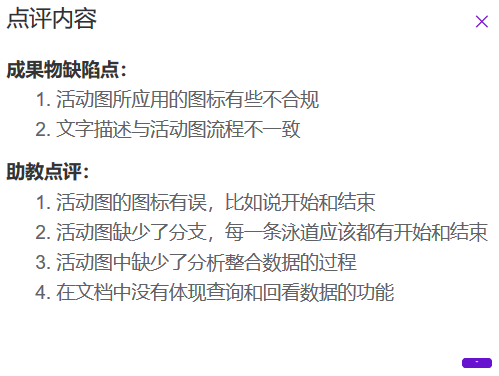 点评内容
成果物缺陷点：
1. 活动图所应用的图标有些不合规
2. 文字描述与活动图流程不一致
助教点评：
1. 活动图的图标有误，比如说开始和结束
2. 活动图缺少了分支，每一条泳道应该都有开始和结束
3. 活动图中缺少了分析整合数据的过程
4. 在文档中没有体现查询和回看数据的功能